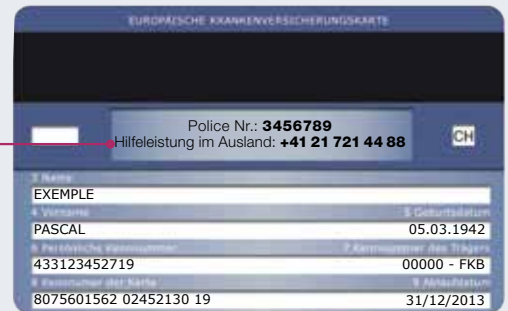 EUROPÄISCHE KRANKENVERSICHERUNGSKARTE
Police Nr.: 3456789
Hilfeleistung im Ausland: +41 21 721 44 88
CH
3 Name
EXEMPLE
4 Vorname 5 Geburtsdatum
PASCAL 05.03.1942
6 Persönliche Kennnummer 7 Kennnummer des Trägers
433123452719 00000 - FKB
8 Kennnummer der Karte 9 Ablaufdatum
8075601562 02452130 19 31/12/2013